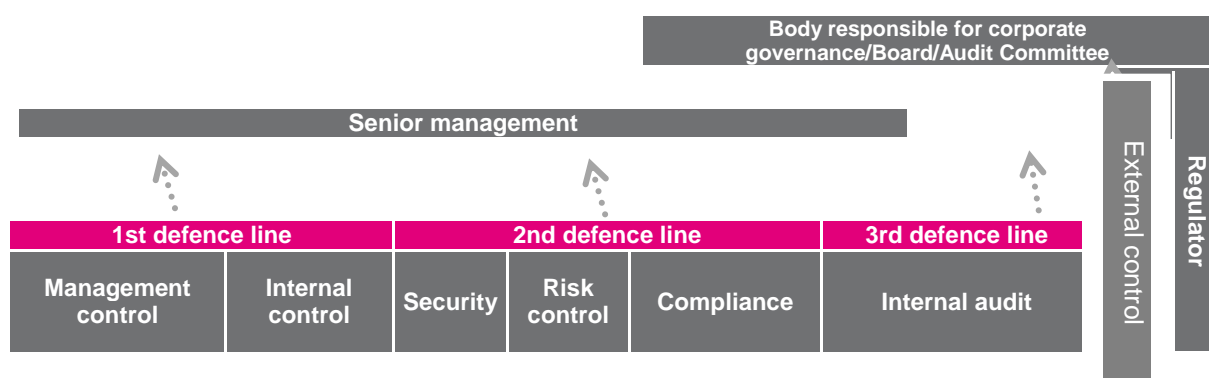 Body responsible for corporate
governance/Board/Audit Committee
Senior management
1st defence line
2nd defence line
3rd defence line
Management
control
Internal
control
Security
Risk
control
Compliance
Internal audit
External control
Regulator